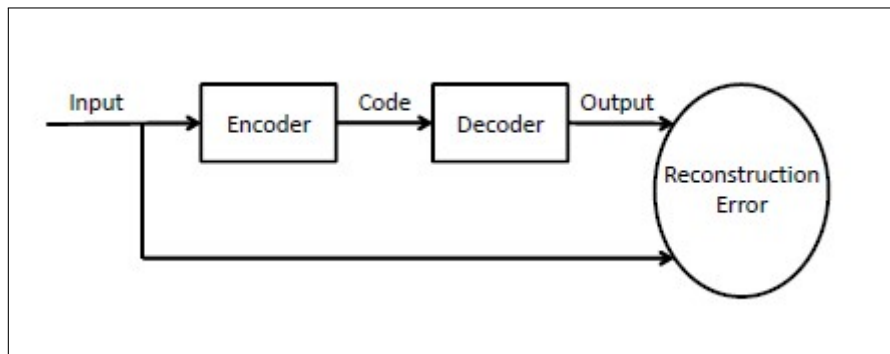 Input
Encoder
Code
Decoder
Output
Reconstruction
Error